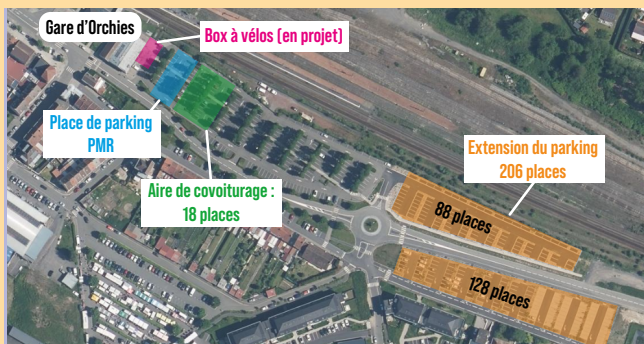 Gare d'Orchies
Box à vélos (en projet)
Place de parking
PMR
Aire de covoiturage :
18 places
Extension du parking
206 places
88 places
128 places